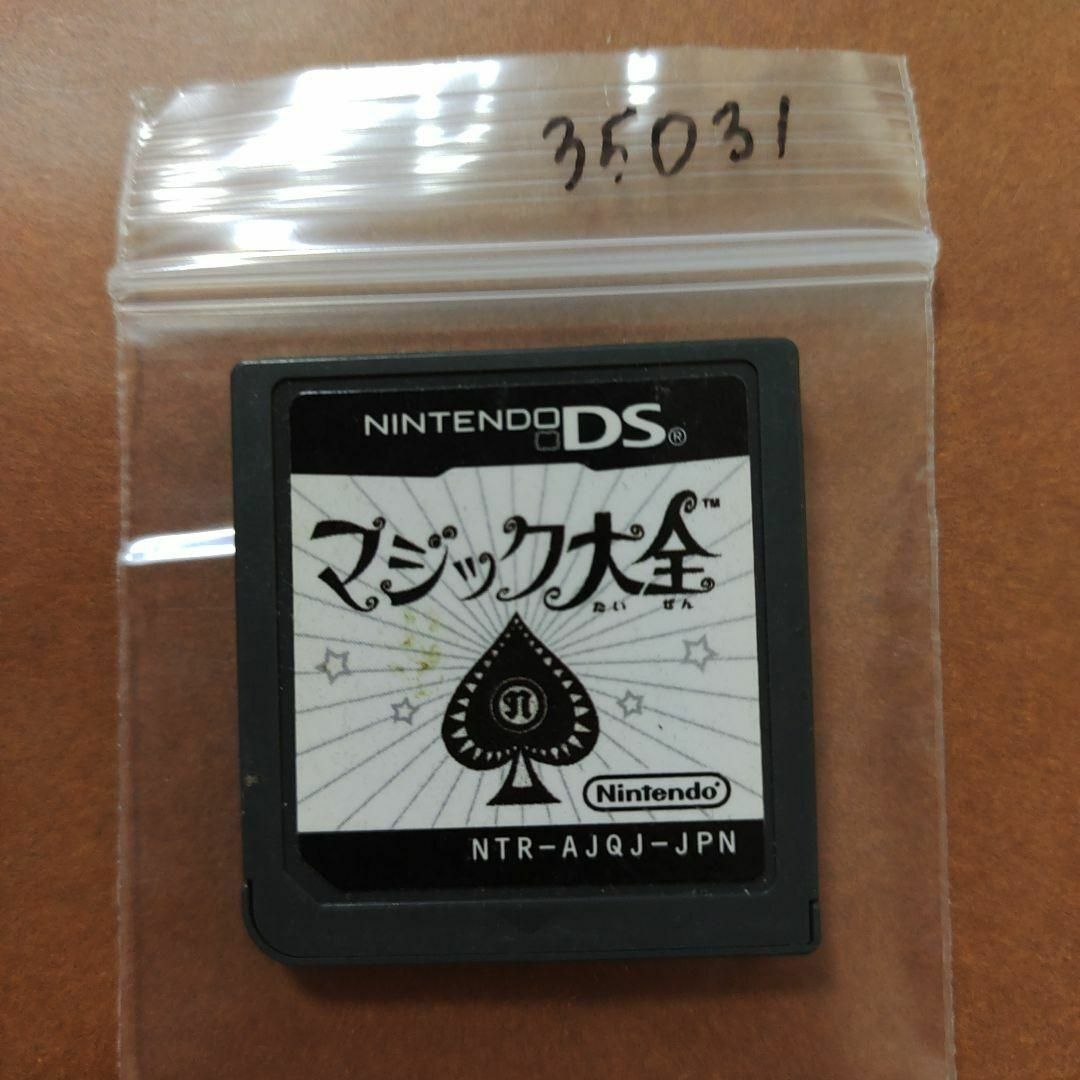 35031
NINTENDO DS®
マジック大全™
たい ぜん
N
Nintendo®
NTR-AJQJ-JPN